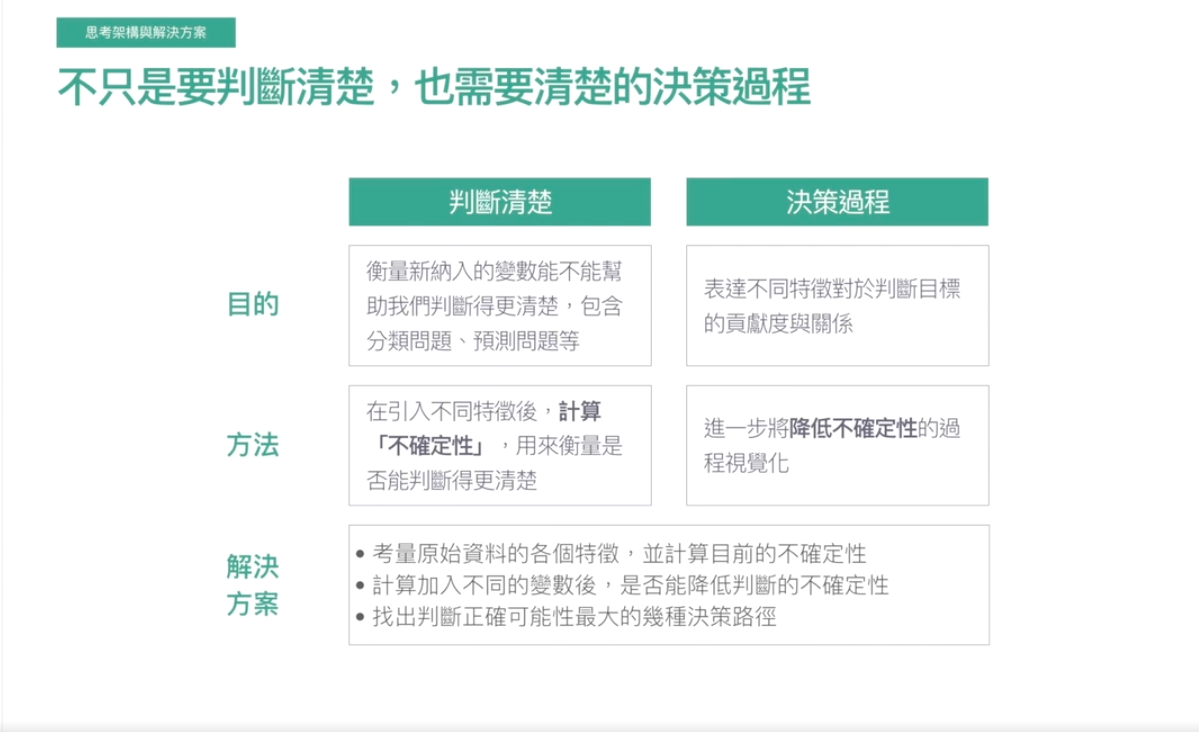 思考架構與解決方案
不只是要判斷清楚，也需要清楚的決策過程
判斷清楚
決策過程
目的
衡量新納入的變數能不能幫
助我們判斷得更清楚，包含
分類問題、預測問題等
表達不同特徵對於判斷目標
的貢獻度與關係
方法
在引入不同特徵後，計算
「不確定性」，用來衡量是
否能判斷得更清楚
進一步將降低不確定性的過
程視覺化
解決
方案
• 考量原始資料的各個特徵，並計算目前的不確定性
• 計算加入不同的變數後，是否能降低判斷的不確定性
• 找出判斷正確可能性最大的幾種決策路徑